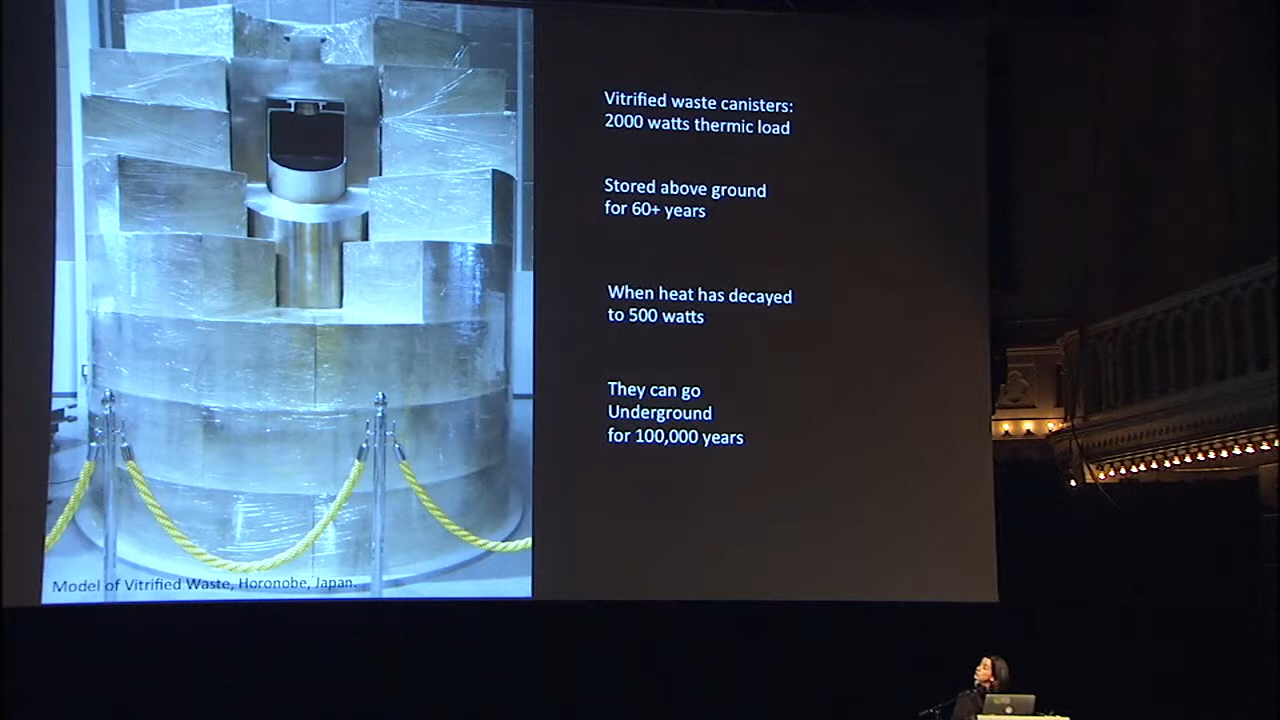 Vitrified waste canisters:
2000 watts thermic load
Stored above ground
for 60+ years
When heat has decayed
to 500 watts
They can go
Underground
for 100,000 years
Model of Vitrified Waste, Horonobe, Japan.